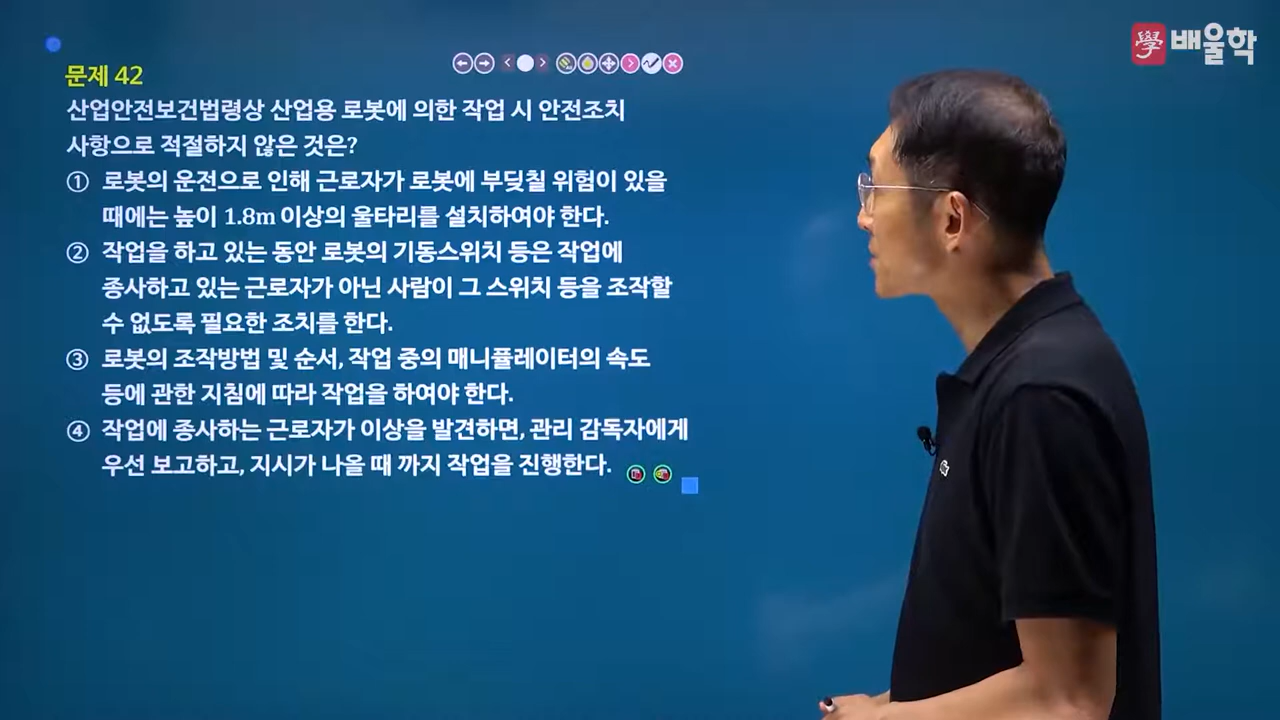 學 배울학
문제 42
산업안전보건법령상 산업용 로봇에 의한 작업 시 안전조치
사항으로 적절하지 않은 것은?
① 로봇의 운전으로 인해 근로자가 로봇에 부딪칠 위험이 있을
때에는 높이 1.8m 이상의 울타리를 설치하여야 한다.
② 작업을 하고 있는 동안 로봇의 기동스위치 등은 작업에
종사하고 있는 근로자가 아닌 사람이 그 스위치 등을 조작할
수 없도록 필요한 조치를 한다.
③ 로봇의 조작방법 및 순서, 작업 중의 매니퓰레이터의 속도
등에 관한 지침에 따라 작업을 하여야 한다.
④ 작업에 종사하는 근로자가 이상을 발견하면, 관리 감독자에게
우선 보고하고, 지시가 나올 때 까지 작업을 진행한다.